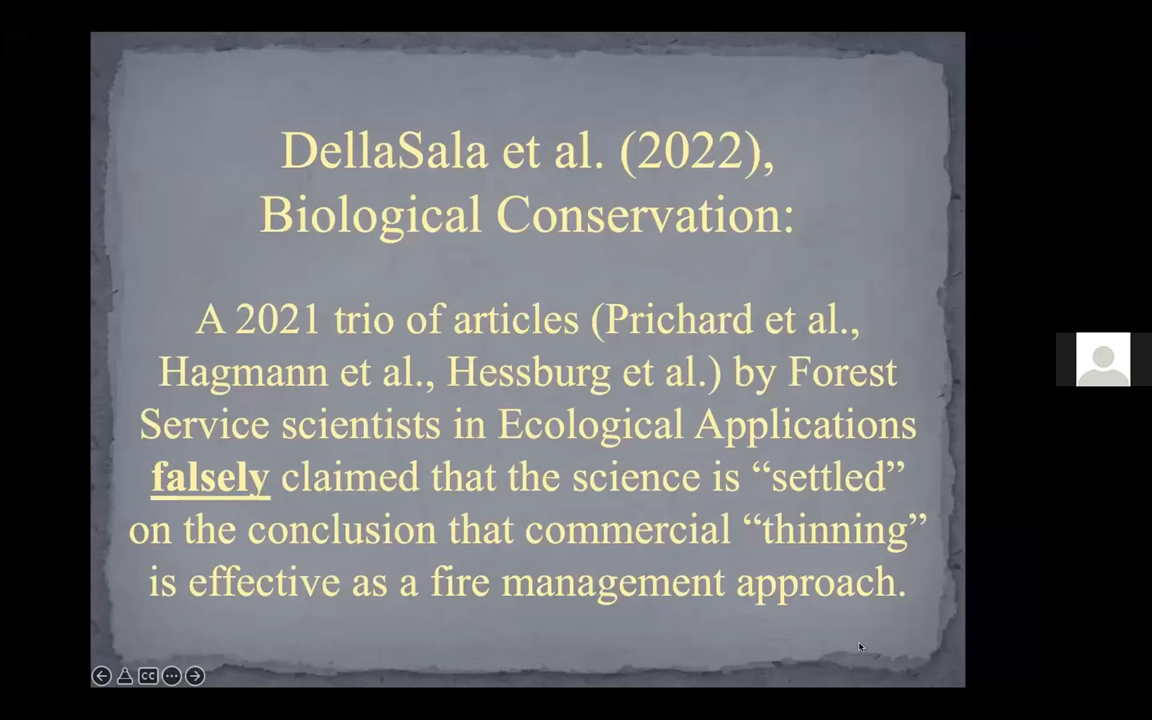 DellaSala et al. (2022),
Biological Conservation:
A 2021 trio of articles (Prichard et al.,
Hagmann et al., Hessburg et al.) by Forest
Service scientists in Ecological Applications
falsely claimed that the science is “settled”
on the conclusion that commercial “thinning”
is effective as a fire management approach.
CC